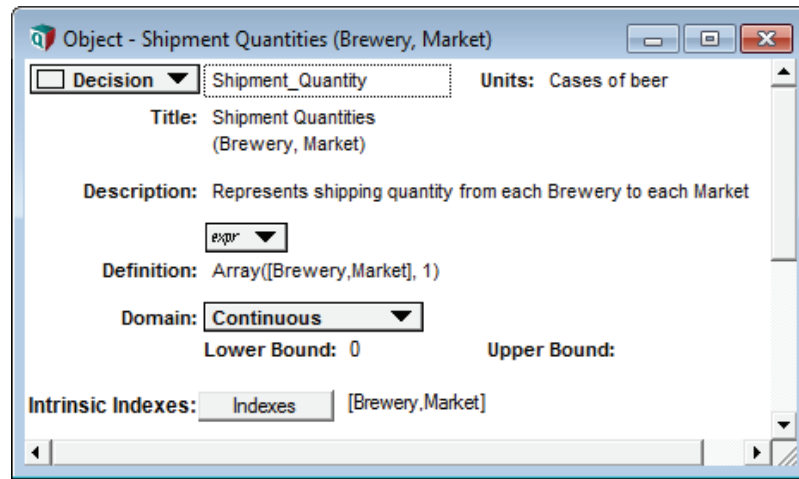 Object - Shipment Quantities (Brewery, Market)
Decision Shipment_Quantity Units: Cases of beer
Title: Shipment Quantities
(Brewery, Market)
Description: Represents shipping quantity from each Brewery to each Market
expr
Definition: Array([Brewery,Market], 1)
Domain: Continuous
Lower Bound: 0 Upper Bound:
Intrinsic Indexes: Indexes [Brewery,Market]